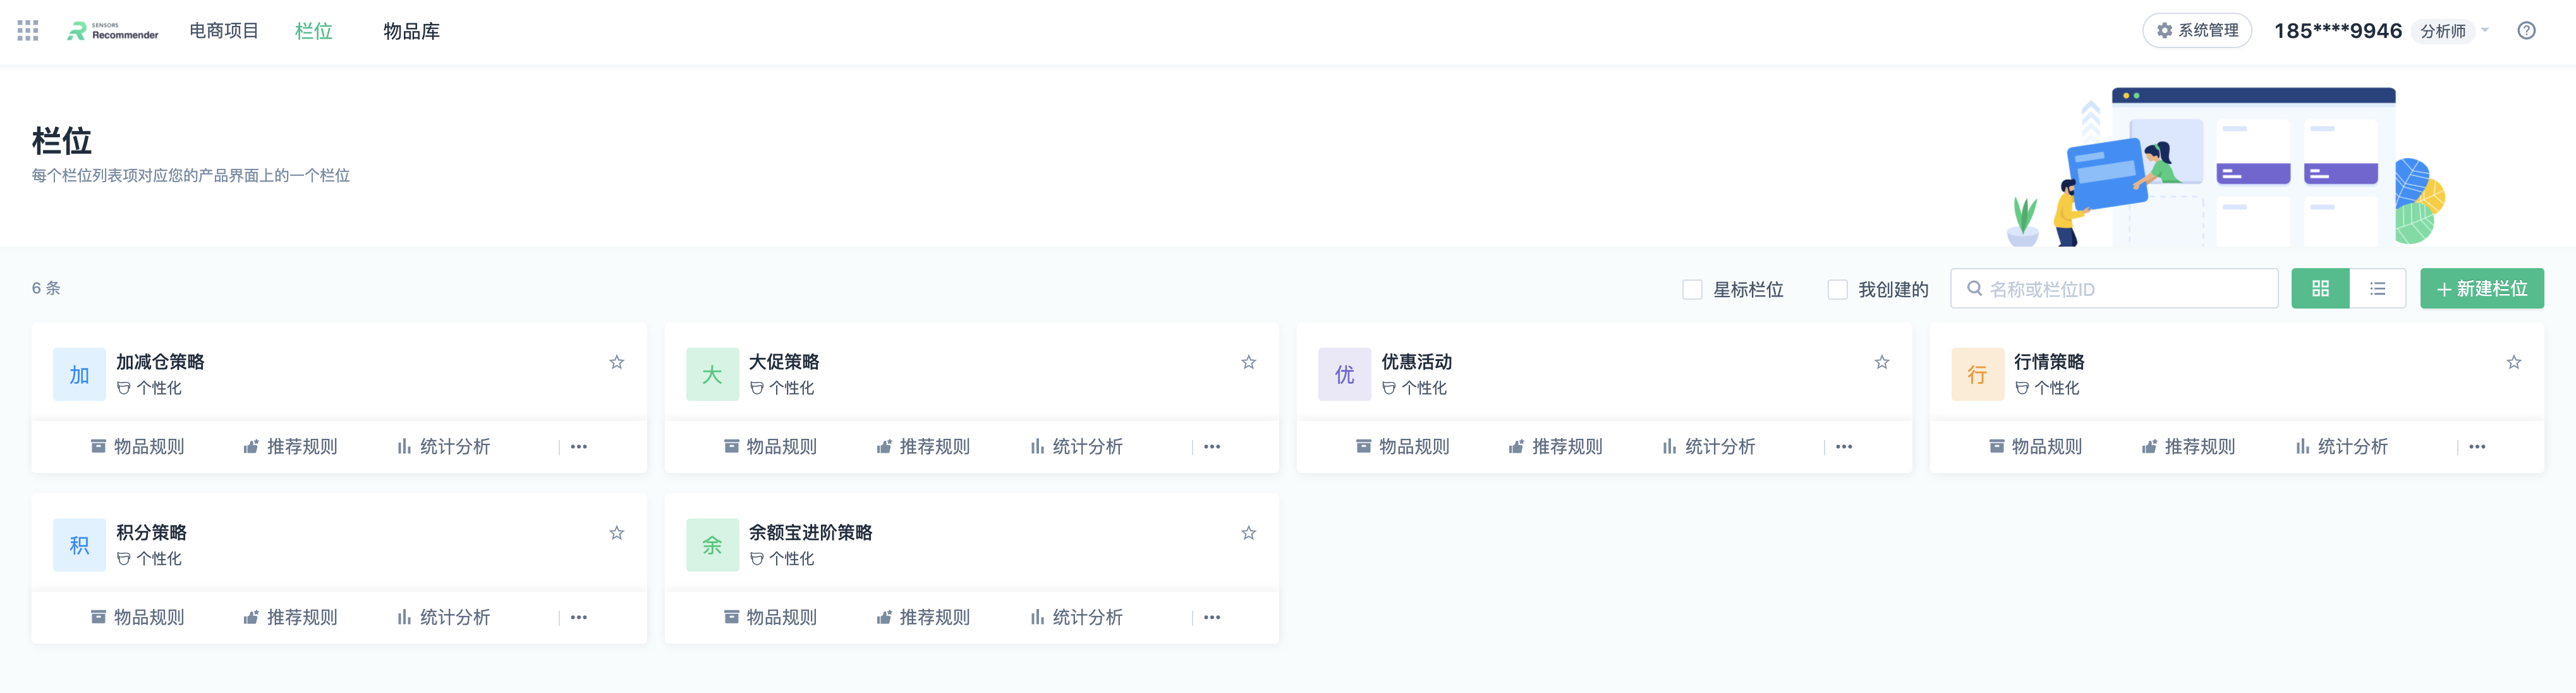 SENSORS
Recommender
电商项目
栏位
物品库
系统管理
185****9946
分析师
栏位
每个栏位列表项对应您的产品界面上的一个栏位
6 条
星标栏位
我创建的
名称或栏位ID
新建栏位
加
加减仓策略
个性化
物品规则
推荐规则
统计分析
大
大促策略
个性化
物品规则
推荐规则
统计分析
优
优惠活动
个性化
物品规则
推荐规则
统计分析
行
行情策略
个性化
物品规则
推荐规则
统计分析
积
积分策略
个性化
物品规则
推荐规则
统计分析
余
余额宝进阶策略
个性化
物品规则
推荐规则
统计分析